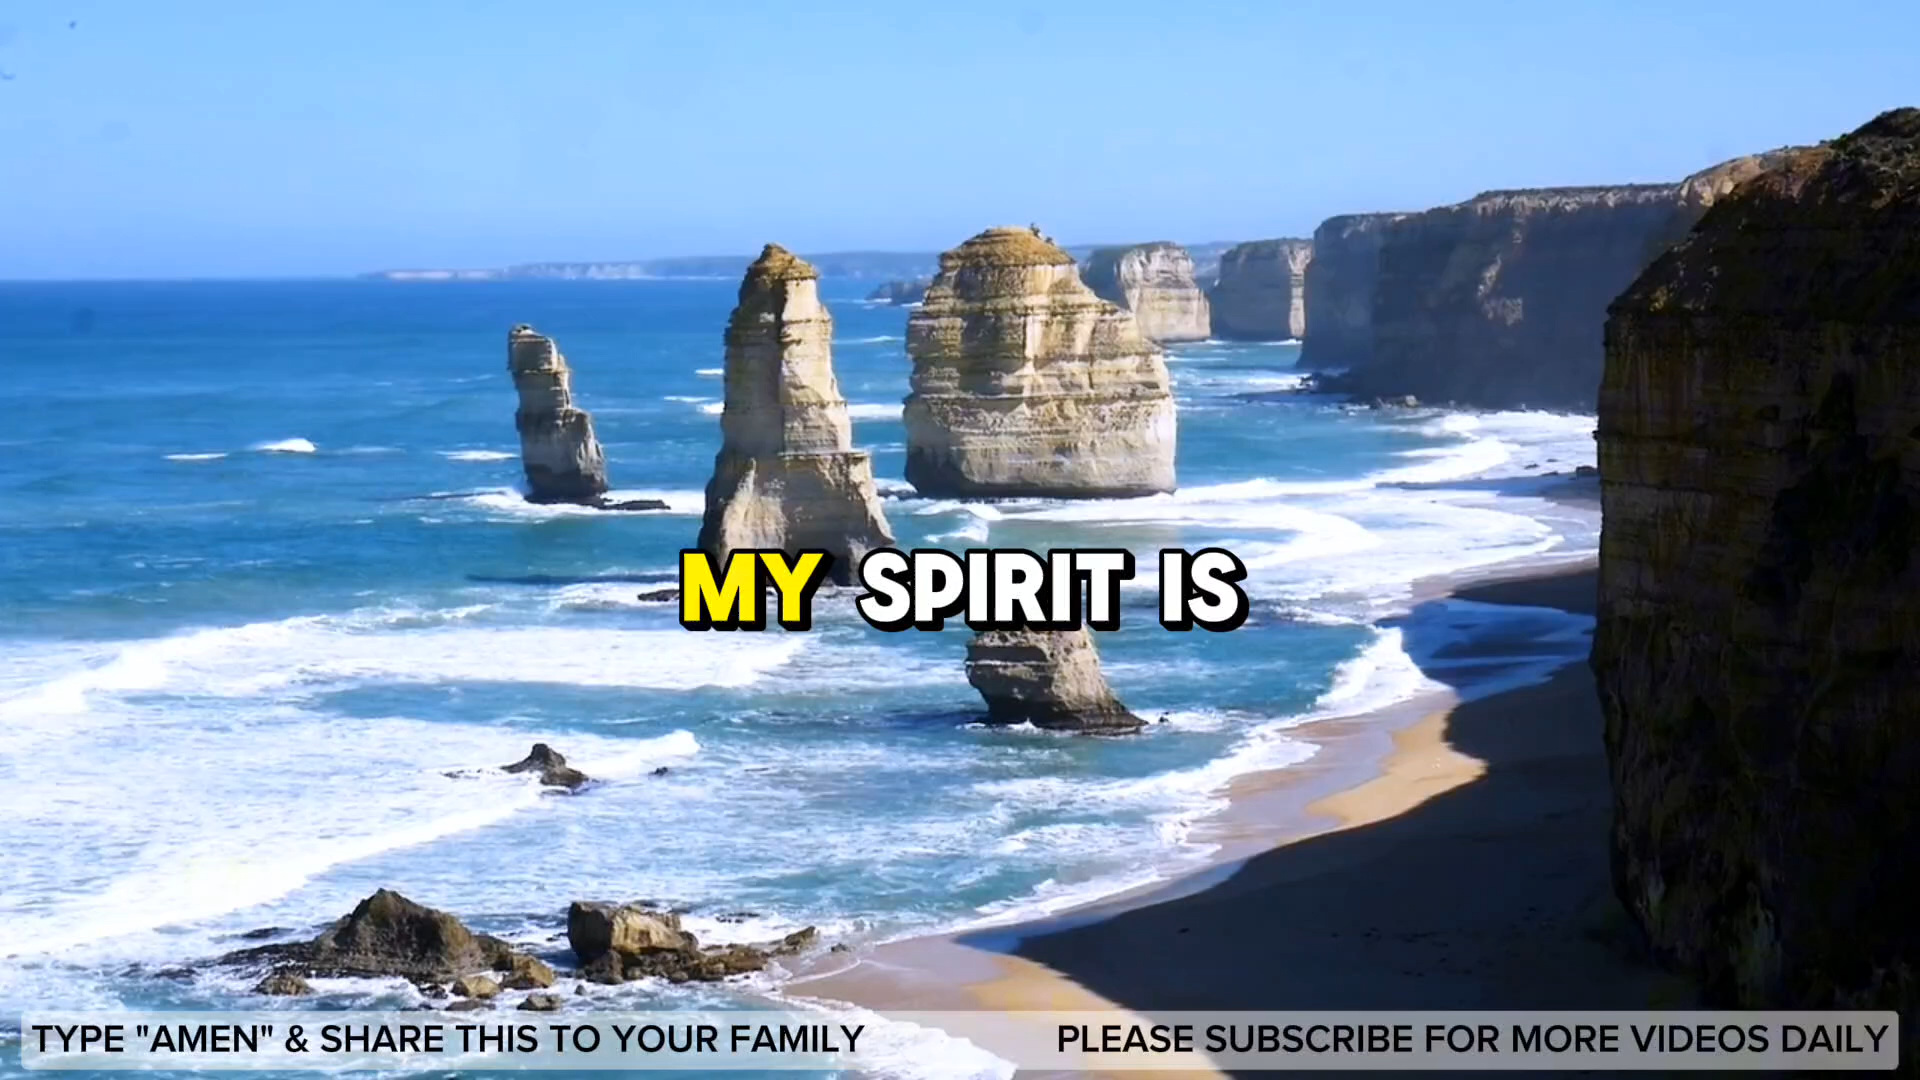 MY SPIRIT IS
TYPE "AMEN" & SHARE THIS TO YOUR FAMILY
PLEASE SUBSCRIBE FOR MORE VIDEOS DAILY